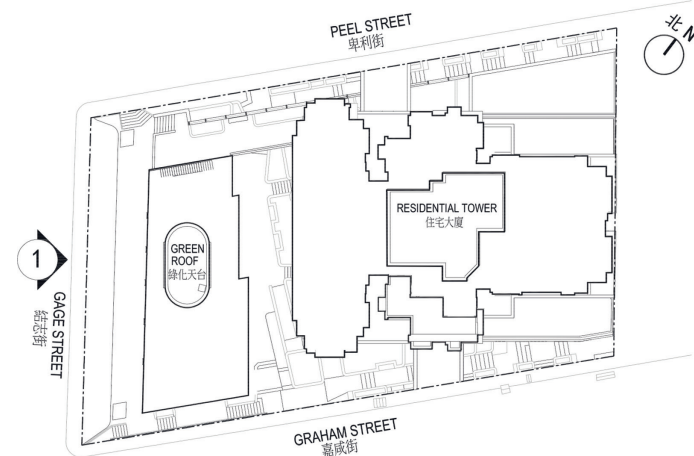 PEEL STREET
卑利街
北 N
RESIDENTIAL TOWER
住宅大廈
GREEN
ROOF
綠化天台
1
GAGE STREET
結志街
GRAHAM STREET
嘉咸街